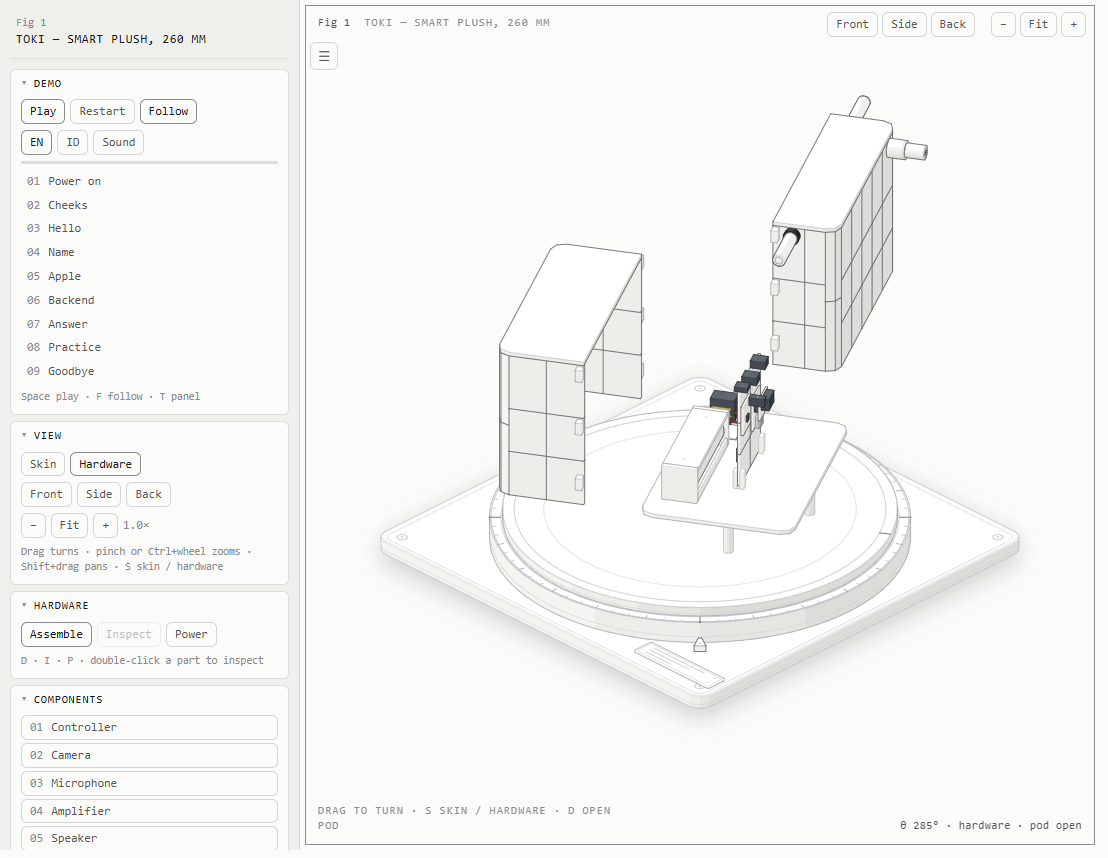 Fig 1
TOKI — SMART PLUSH, 260 MM
▾ DEMO
Play Restart Follow
EN ID Sound
01 Power on
02 Cheeks
03 Hello
04 Name
05 Apple
06 Backend
07 Answer
08 Practice
09 Goodbye
Space play · F follow · T panel
▾ VIEW
Skin Hardware
Front Side Back
− Fit + 1.0×
Drag turns · pinch or Ctrl+wheel zooms ·
Shift+drag pans · S skin / hardware
▾ HARDWARE
Assemble Inspect Power
D · I · P · double-click a part to inspect
▾ COMPONENTS
01 Controller
02 Camera
03 Microphone
04 Amplifier
05 Speaker
Fig 1 TOKI — SMART PLUSH, 260 MM
Front Side Back − Fit +
☰
DRAG TO TURN · S SKIN / HARDWARE · D OPEN
POD
θ 285° · hardware · pod open